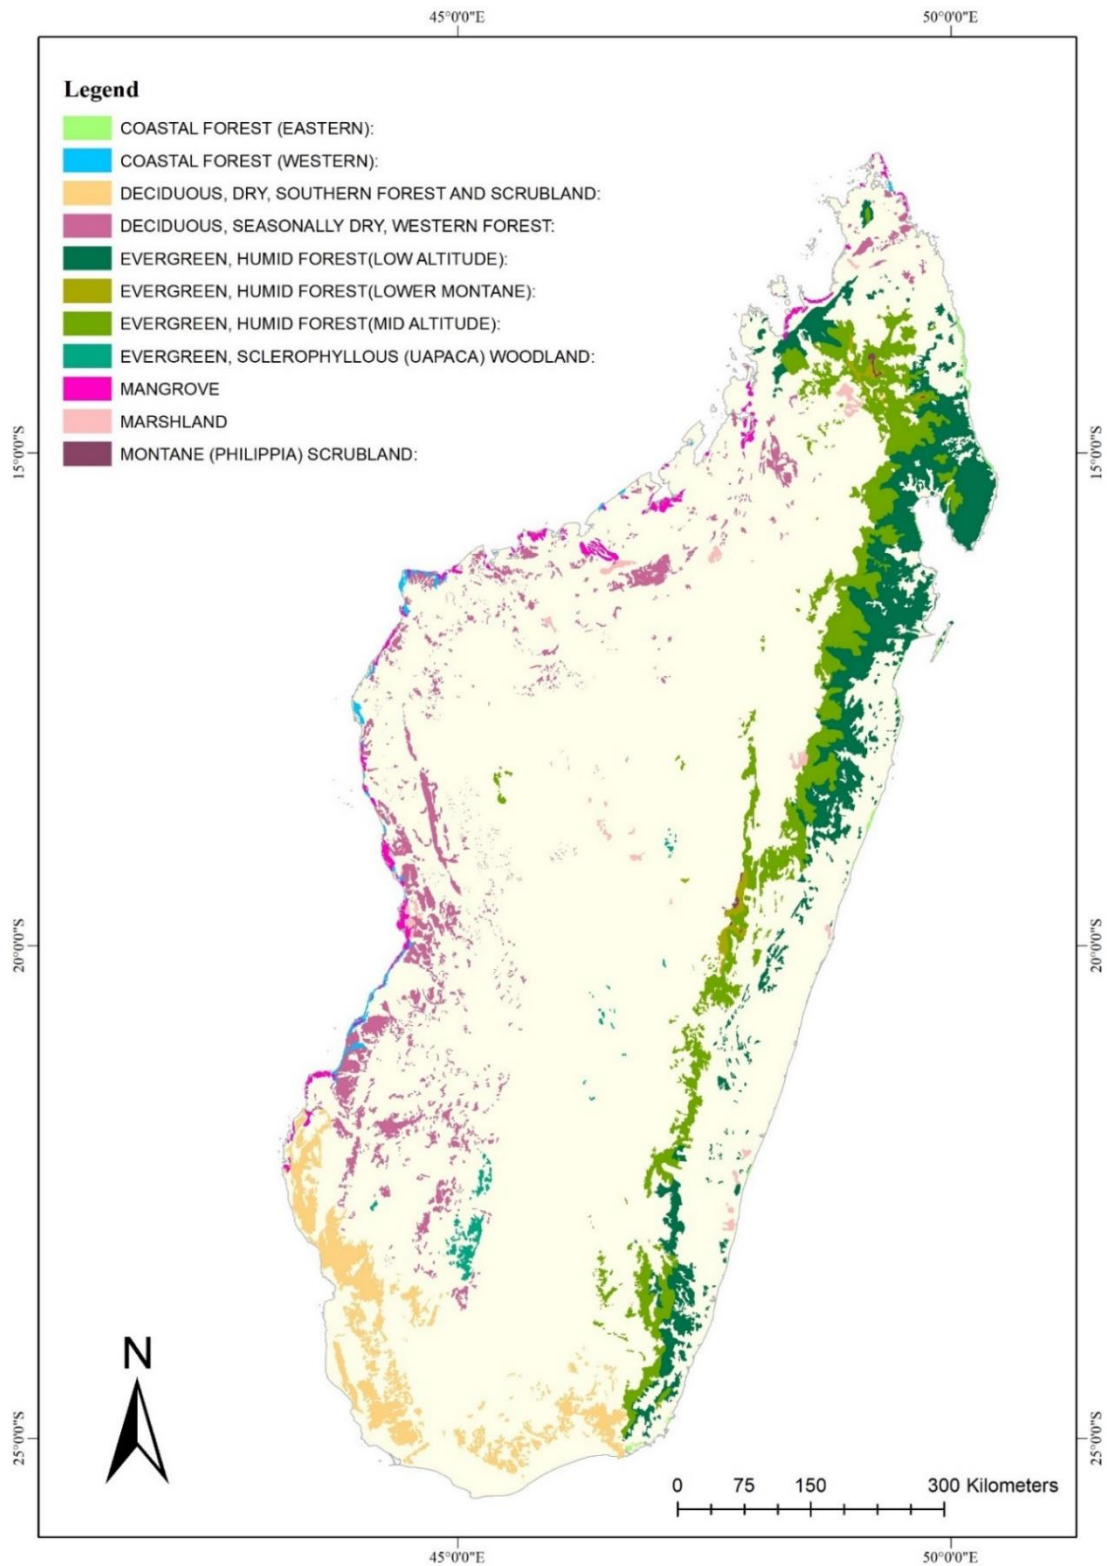 45°0'0"E 50°0'0"E
Legend
COASTAL FOREST (EASTERN):
COASTAL FOREST (WESTERN):
DECIDUOUS, DRY, SOUTHERN FOREST AND SCRUBLAND:
DECIDUOUS, SEASONALLY DRY, WESTERN FOREST:
EVERGREEN, HUMID FOREST(LOW ALTITUDE):
EVERGREEN, HUMID FOREST(LOWER MONTANE):
EVERGREEN, HUMID FOREST(MID ALTITUDE):
EVERGREEN, SCLEROPHYLLOUS (UAPACA) WOODLAND:
MANGROVE
MARSHLAND
MONTANE (PHILIPPIA) SCRUBLAND:
15°0'0"S 15°0'0"S
20°0'0"S 20°0'0"S
N
25°0'0"S 25°0'0"S
0 75 150 300 Kilometers
45°0'0"E 50°0'0"E